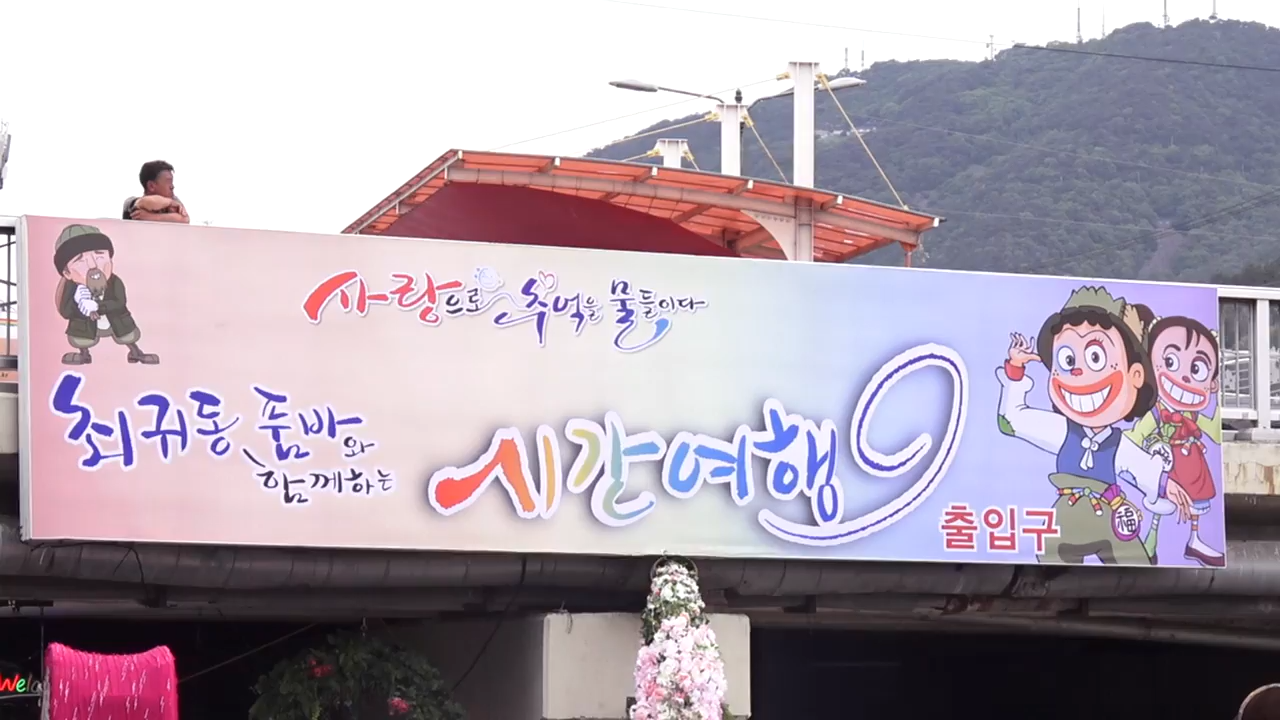 사랑으로 추억을 물들이다
최귀동 품바와
함께하는
시간여행
출입구
福